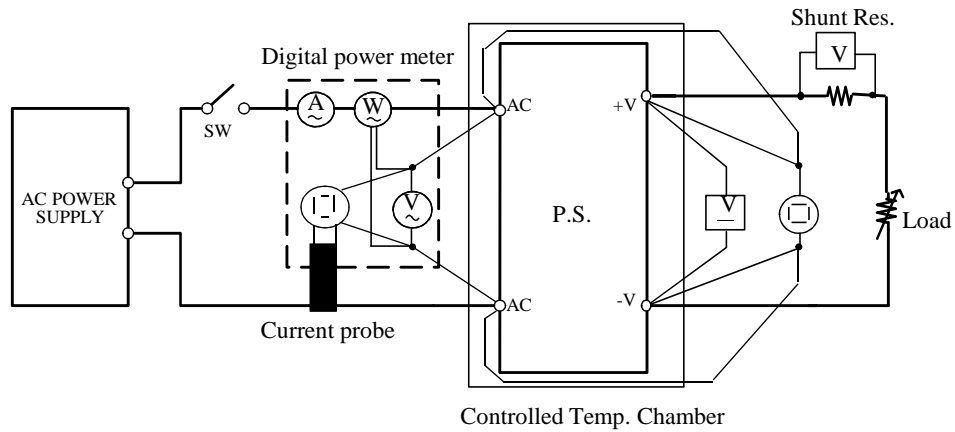 Shunt Res.
V
Digital power meter
A
W
SW
AC
+V
AC POWER
SUPPLY
V
P.S.
V
Load
AC
-V
Current probe
Controlled Temp. Chamber